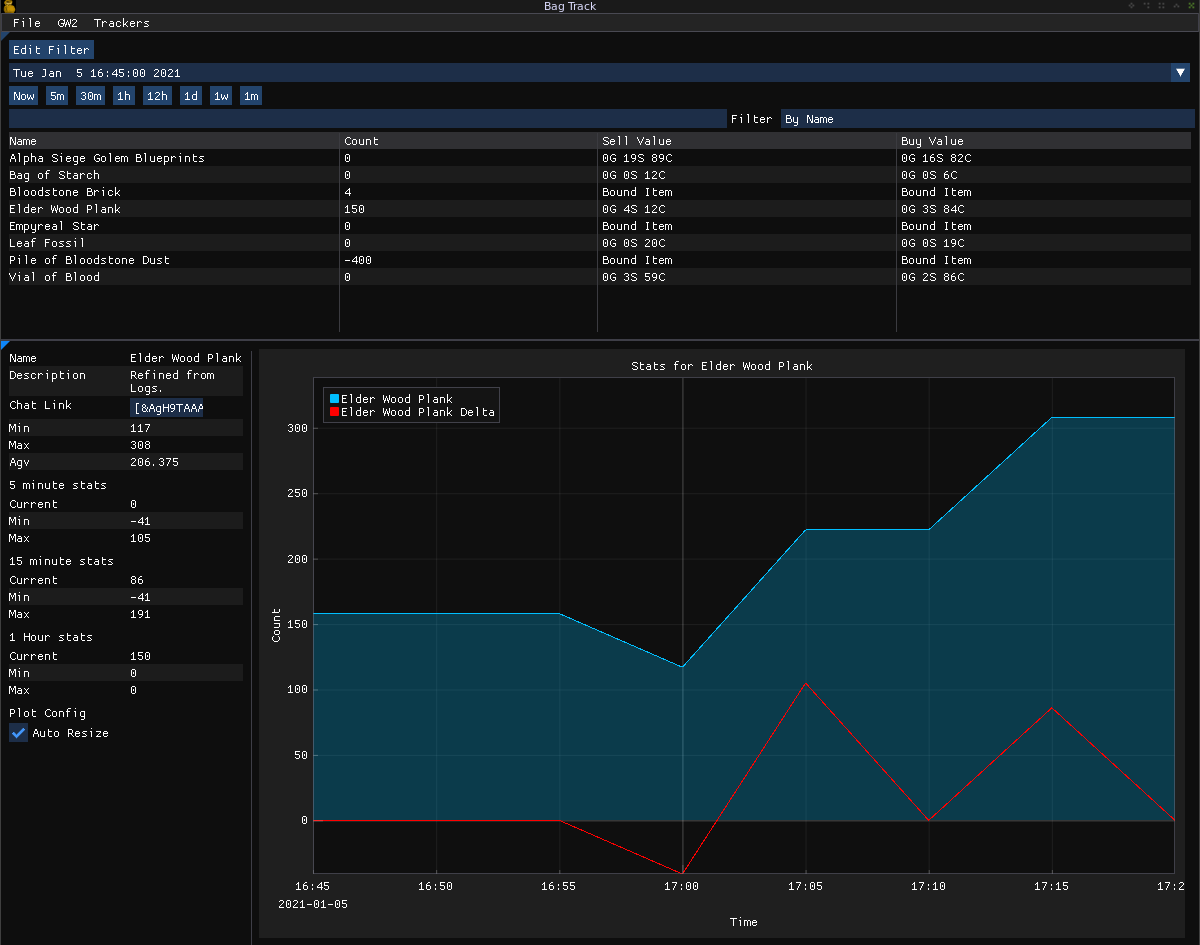 Bag Track
File GW2 Trackers
Edit Filter
Tue Jan  5 16:45:00 2021
Now 5m 30m 1h 12h 1d 1w 1m
Filter By Name
Name Count Sell Value Buy Value
Alpha Siege Golem Blueprints 0 0G 19S 89C 0G 16S 82C
Bag of Starch 0 0G 0S 12C 0G 0S 6C
Bloodstone Brick 4 Bound Item Bound Item
Elder Wood Plank 150 0G 4S 12C 0G 3S 84C
Empyreal Star 0 Bound Item Bound Item
Leaf Fossil 0 0G 0S 20C 0G 0S 19C
Pile of Bloodstone Dust -400 Bound Item Bound Item
Vial of Blood 0 0G 3S 59C 0G 2S 86C
Name Elder Wood Plank
Description Refined from
Logs.
Chat Link [&AgH9TAAA
Min 117
Max 308
Agv 206.375
5 minute stats
Current 0
Min -41
Max 105
15 minute stats
Current 86
Min -41
Max 191
1 Hour stats
Current 150
Min 0
Max 0
Plot Config
Auto Resize
Stats for Elder Wood Plank
Elder Wood Plank
Elder Wood Plank Delta
300
250
200
150
100
50
0
Count
16:45 16:50 16:55 17:00 17:05 17:10 17:15 17:2
2021-01-05
Time